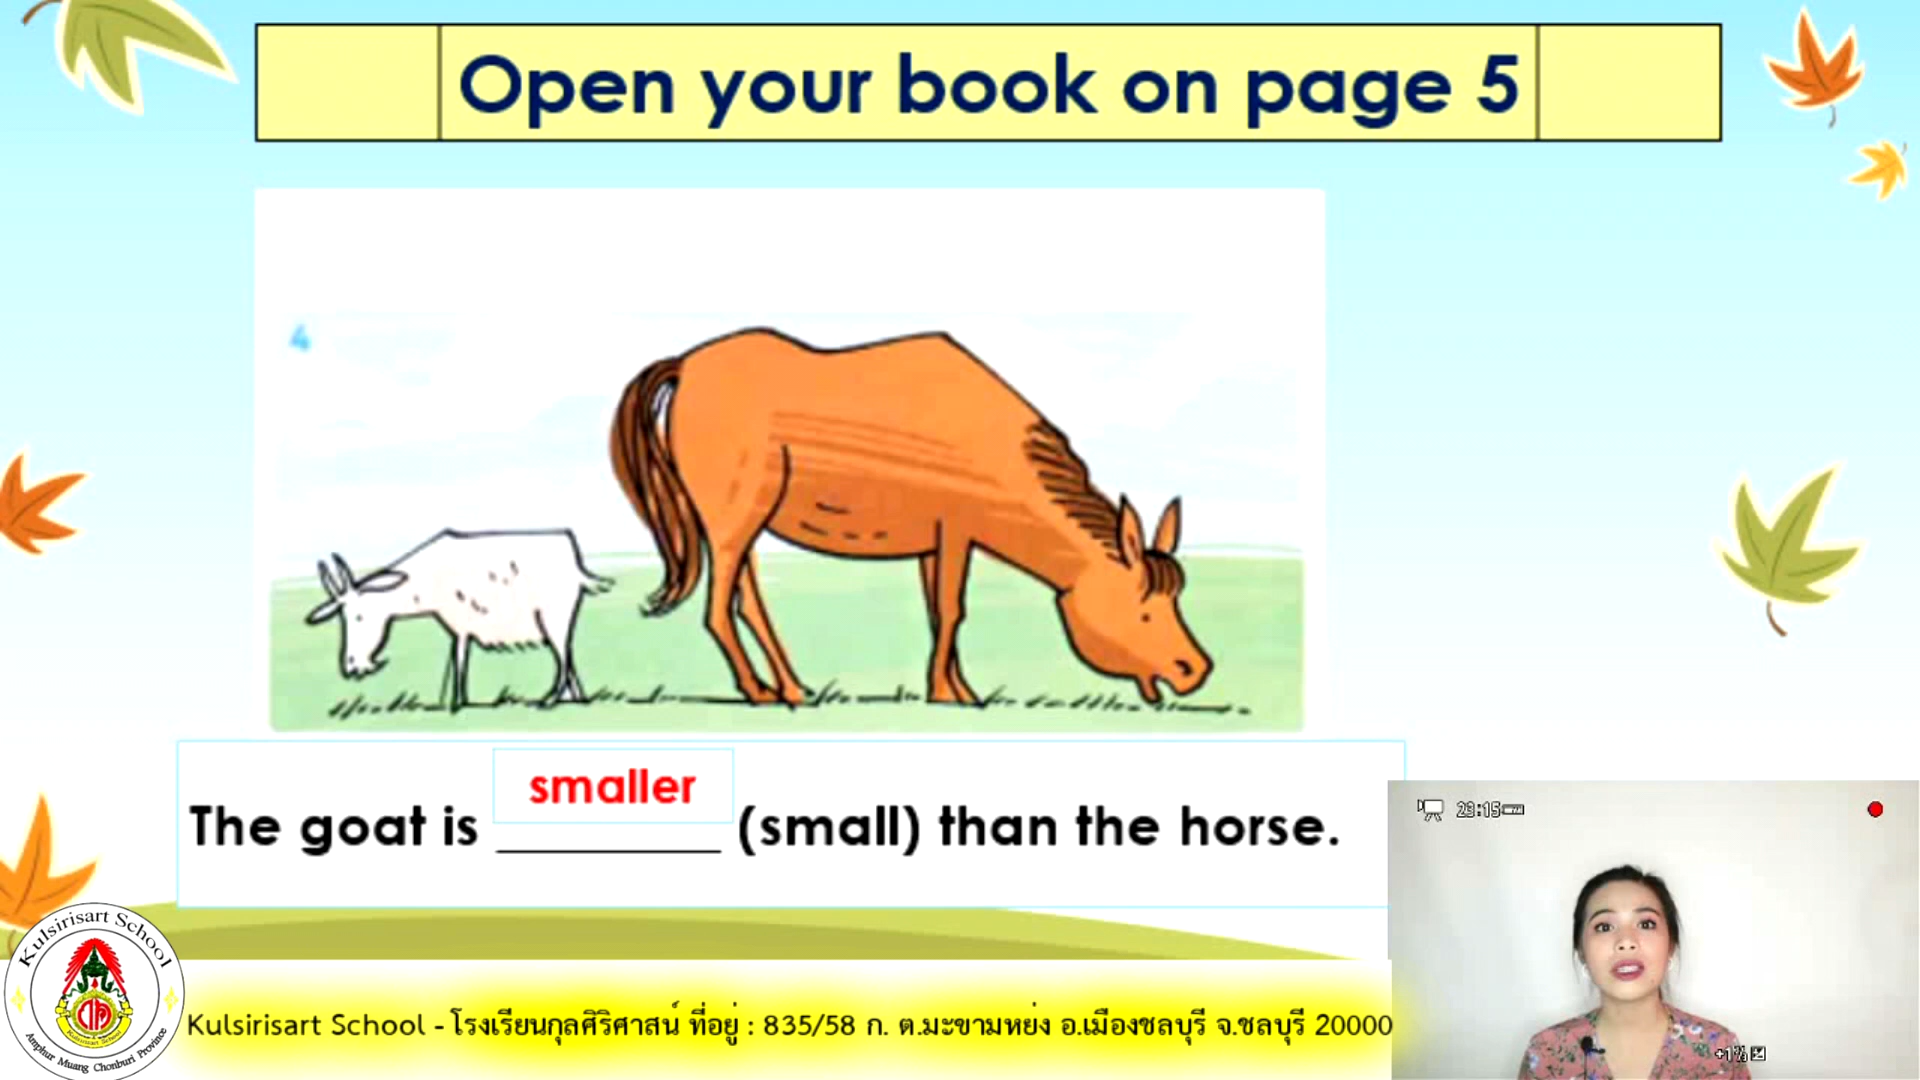 Open your book on page 5
4
smaller
The goat is ________ (small) than the horse.
23:15
Kulsirisart School
Amphur Muang Chonburi Province
Kulsirisart School - โรงเรียนกุลศิริศาสน์ ที่อยู่ : 835/58 ก. ต.มะขามหย่ง อ.เมืองชลบุรี จ.ชลบุรี 20000